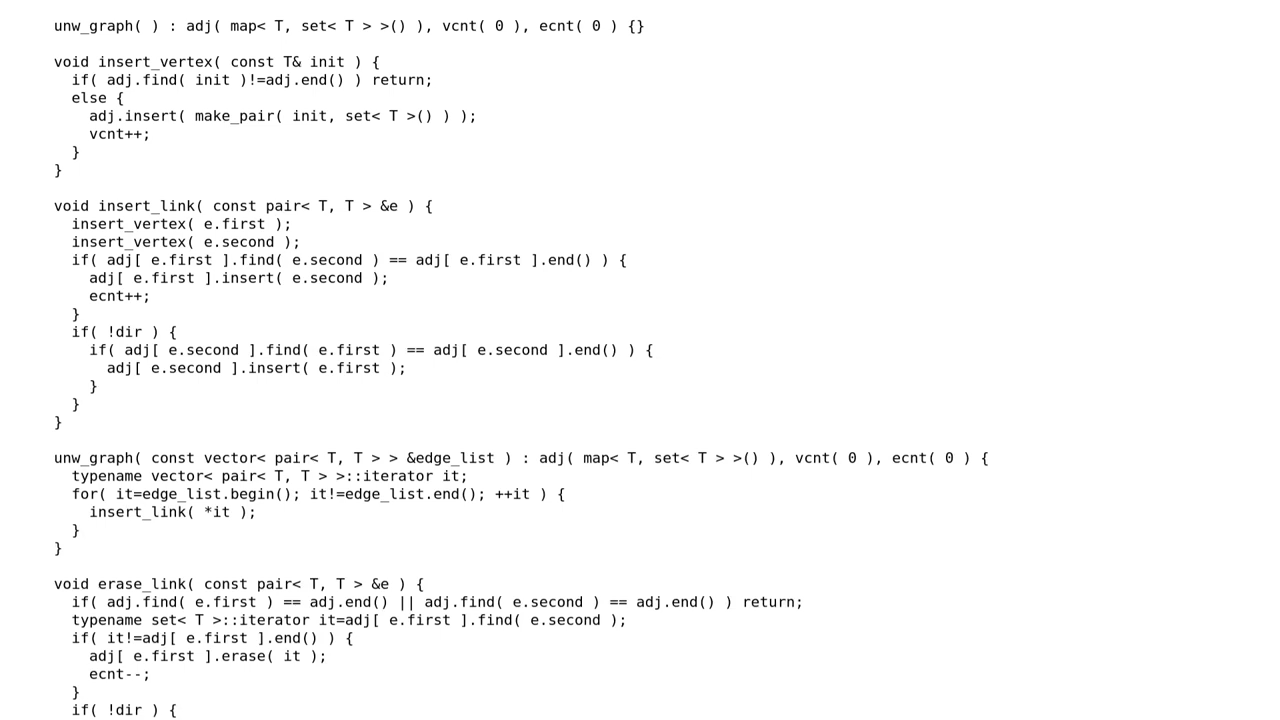 unw_graph( ) : adj( map< T, set< T > >() ), vcnt( 0 ), ecnt( 0 ) {}
void insert_vertex( const T& init ) {
if( adj.find( init )!=adj.end() ) return;
else {
adj.insert( make_pair( init, set< T >() ) );
vcnt++;
}
}
void insert_link( const pair< T, T > &e ) {
insert_vertex( e.first );
insert_vertex( e.second );
if( adj[ e.first ].find( e.second ) == adj[ e.first ].end() ) {
adj[ e.first ].insert( e.second );
ecnt++;
}
if( !dir ) {
if( adj[ e.second ].find( e.first ) == adj[ e.second ].end() ) {
adj[ e.second ].insert( e.first );
}
}
}
unw_graph( const vector< pair< T, T > > &edge_list ) : adj( map< T, set< T > >() ), vcnt( 0 ), ecnt( 0 ) {
typename vector< pair< T, T > >::iterator it;
for( it=edge_list.begin(); it!=edge_list.end(); ++it ) {
insert_link( *it );
}
}
void erase_link( const pair< T, T > &e ) {
if( adj.find( e.first ) == adj.end() || adj.find( e.second ) == adj.end() ) return;
typename set< T >::iterator it=adj[ e.first ].find( e.second );
if( it!=adj[ e.first ].end() ) {
adj[ e.first ].erase( it );
ecnt--;
}
if( !dir ) {